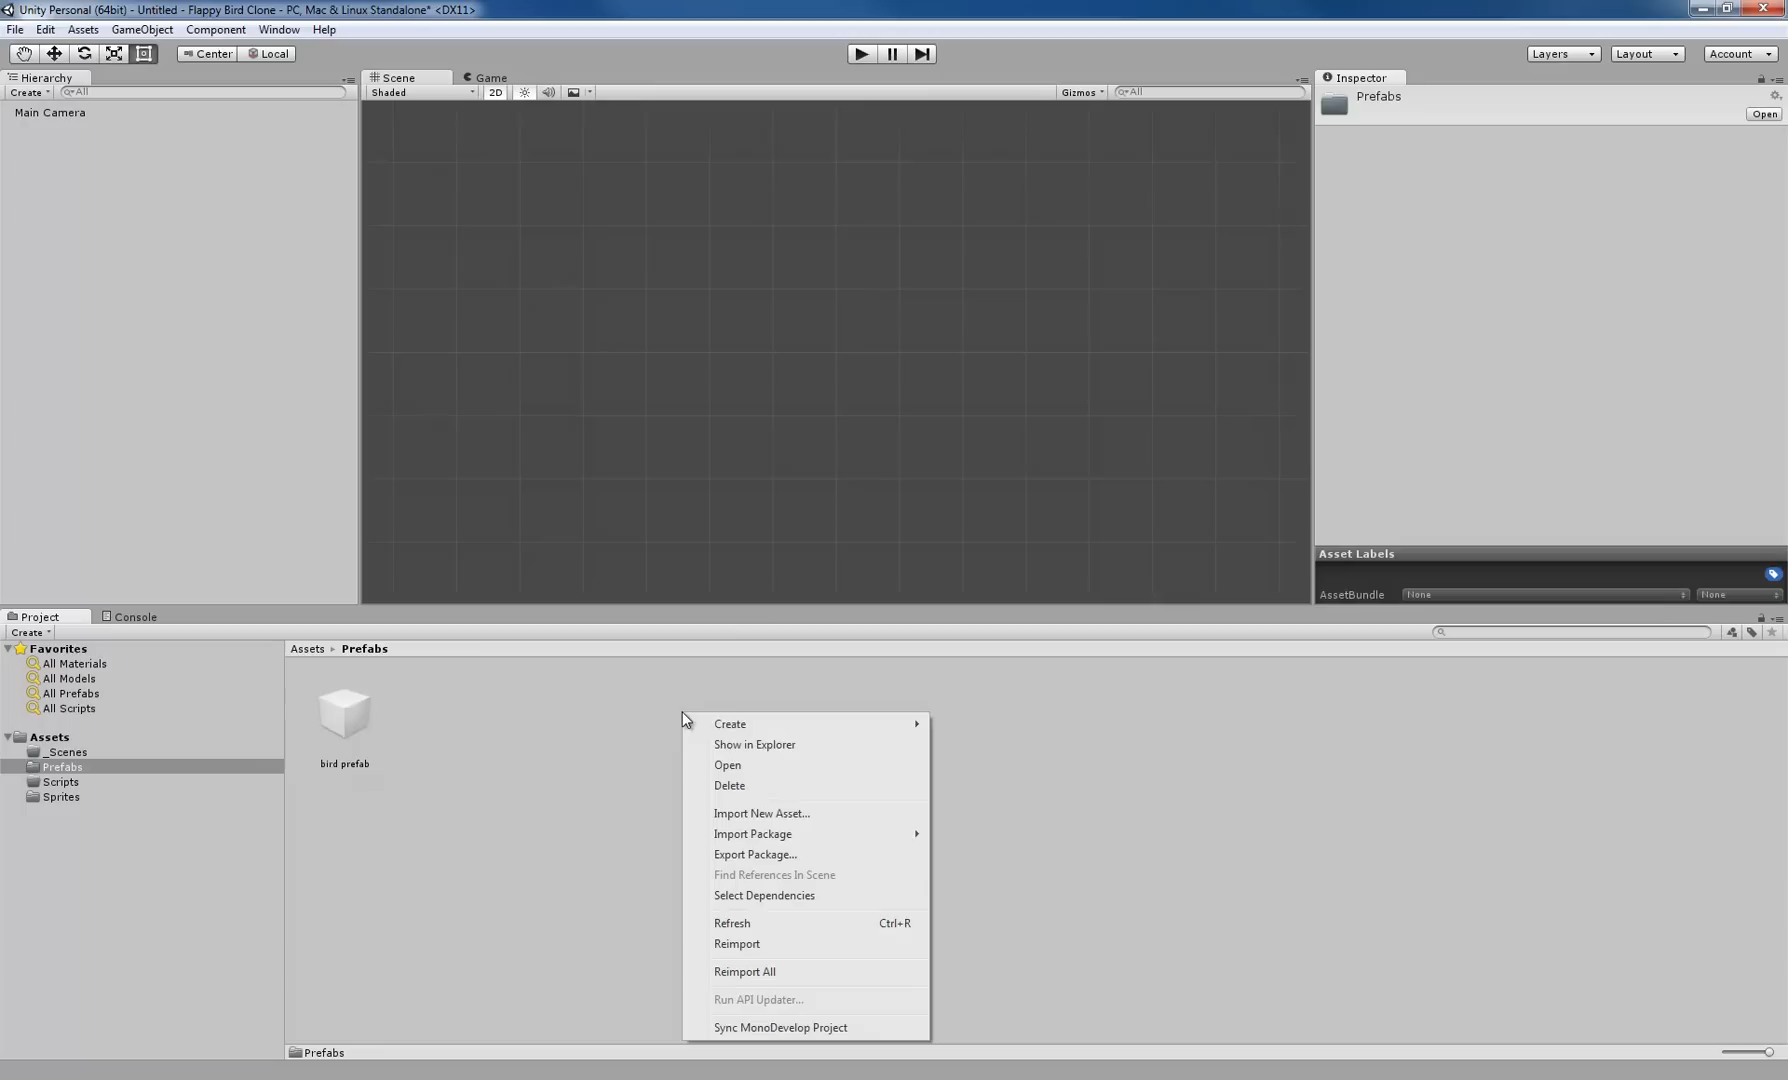 Unity Personal (64bit) - Untitled - Flappy Bird Clone - PC, Mac & Linux Standalone* <DX11>
File Edit Assets GameObject Component Window Help
Center Local Layers Layout Account
Hierarchy Scene Game Inspector
Create All Shaded 2D Gizmos All
Prefabs
Main Camera
Open
Asset Labels
AssetBundle None None
Project Console
Create
Favorites
Assets Prefabs
All Materials
All Models
All Prefabs
All Scripts
Assets
_Scenes
Prefabs
Scripts
Sprites
bird prefab
Create
Show in Explorer
Open
Delete
Import New Asset...
Import Package
Export Package...
Find References In Scene
Select Dependencies
Refresh Ctrl+R
Reimport
Reimport All
Run API Updater...
Sync MonoDevelop Project
Prefabs